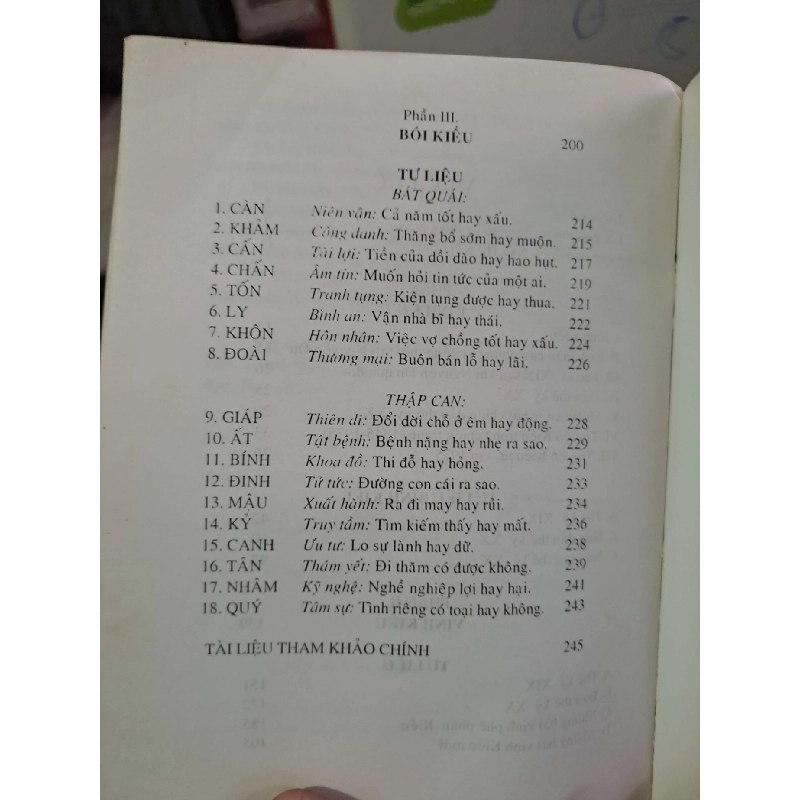 Phần III.
BÓI KIỀU 200
TƯ LIỆU
BÁT QUÁI:
1. CÀN Niên vận: Cả năm tốt hay xấu. 214
2. KHẢM Công danh: Thăng bổ sớm hay muộn. 215
3. CẤN Tài lợi: Tiền của dồi dào hay hao hụt. 217
4. CHẤN Âm tín: Muốn hỏi tin tức của một ai. 219
5. TỐN Tranh tụng: Kiện tụng được hay thua. 221
6. LY Bình an: Vận nhà bĩ hay thái. 222
7. KHÔN Hôn nhân: Việc vợ chồng tốt hay xấu. 224
8. ĐOÀI Thương mại: Buôn bán lỗ hay lãi. 226
THẬP CAN:
9. GIÁP Thiên di: Đổi dời chỗ ở êm hay động. 228
10. ẤT Tật bệnh: Bệnh nặng hay nhẹ ra sao. 229
11. BÍNH Khoa đồ: Thi đỗ hay hỏng. 231
12. ĐINH Tử tức: Đường con cái ra sao. 233
13. MẬU Xuất hành: Ra đi may hay rủi. 234
14. KỶ Truy tầm: Tìm kiếm thấy hay mất. 236
15. CANH Ưu tư: Lo sự lành hay dữ. 238
16. TÂN Thám yết: Đi thăm có được không. 239
17. NHÂM Kỹ nghệ: Nghề nghiệp lợi hay hại. 241
18. QUÝ Tâm sự: Tình riêng có toại hay không. 243
TÀI LIỆU THAM KHẢO CHÍNH 245